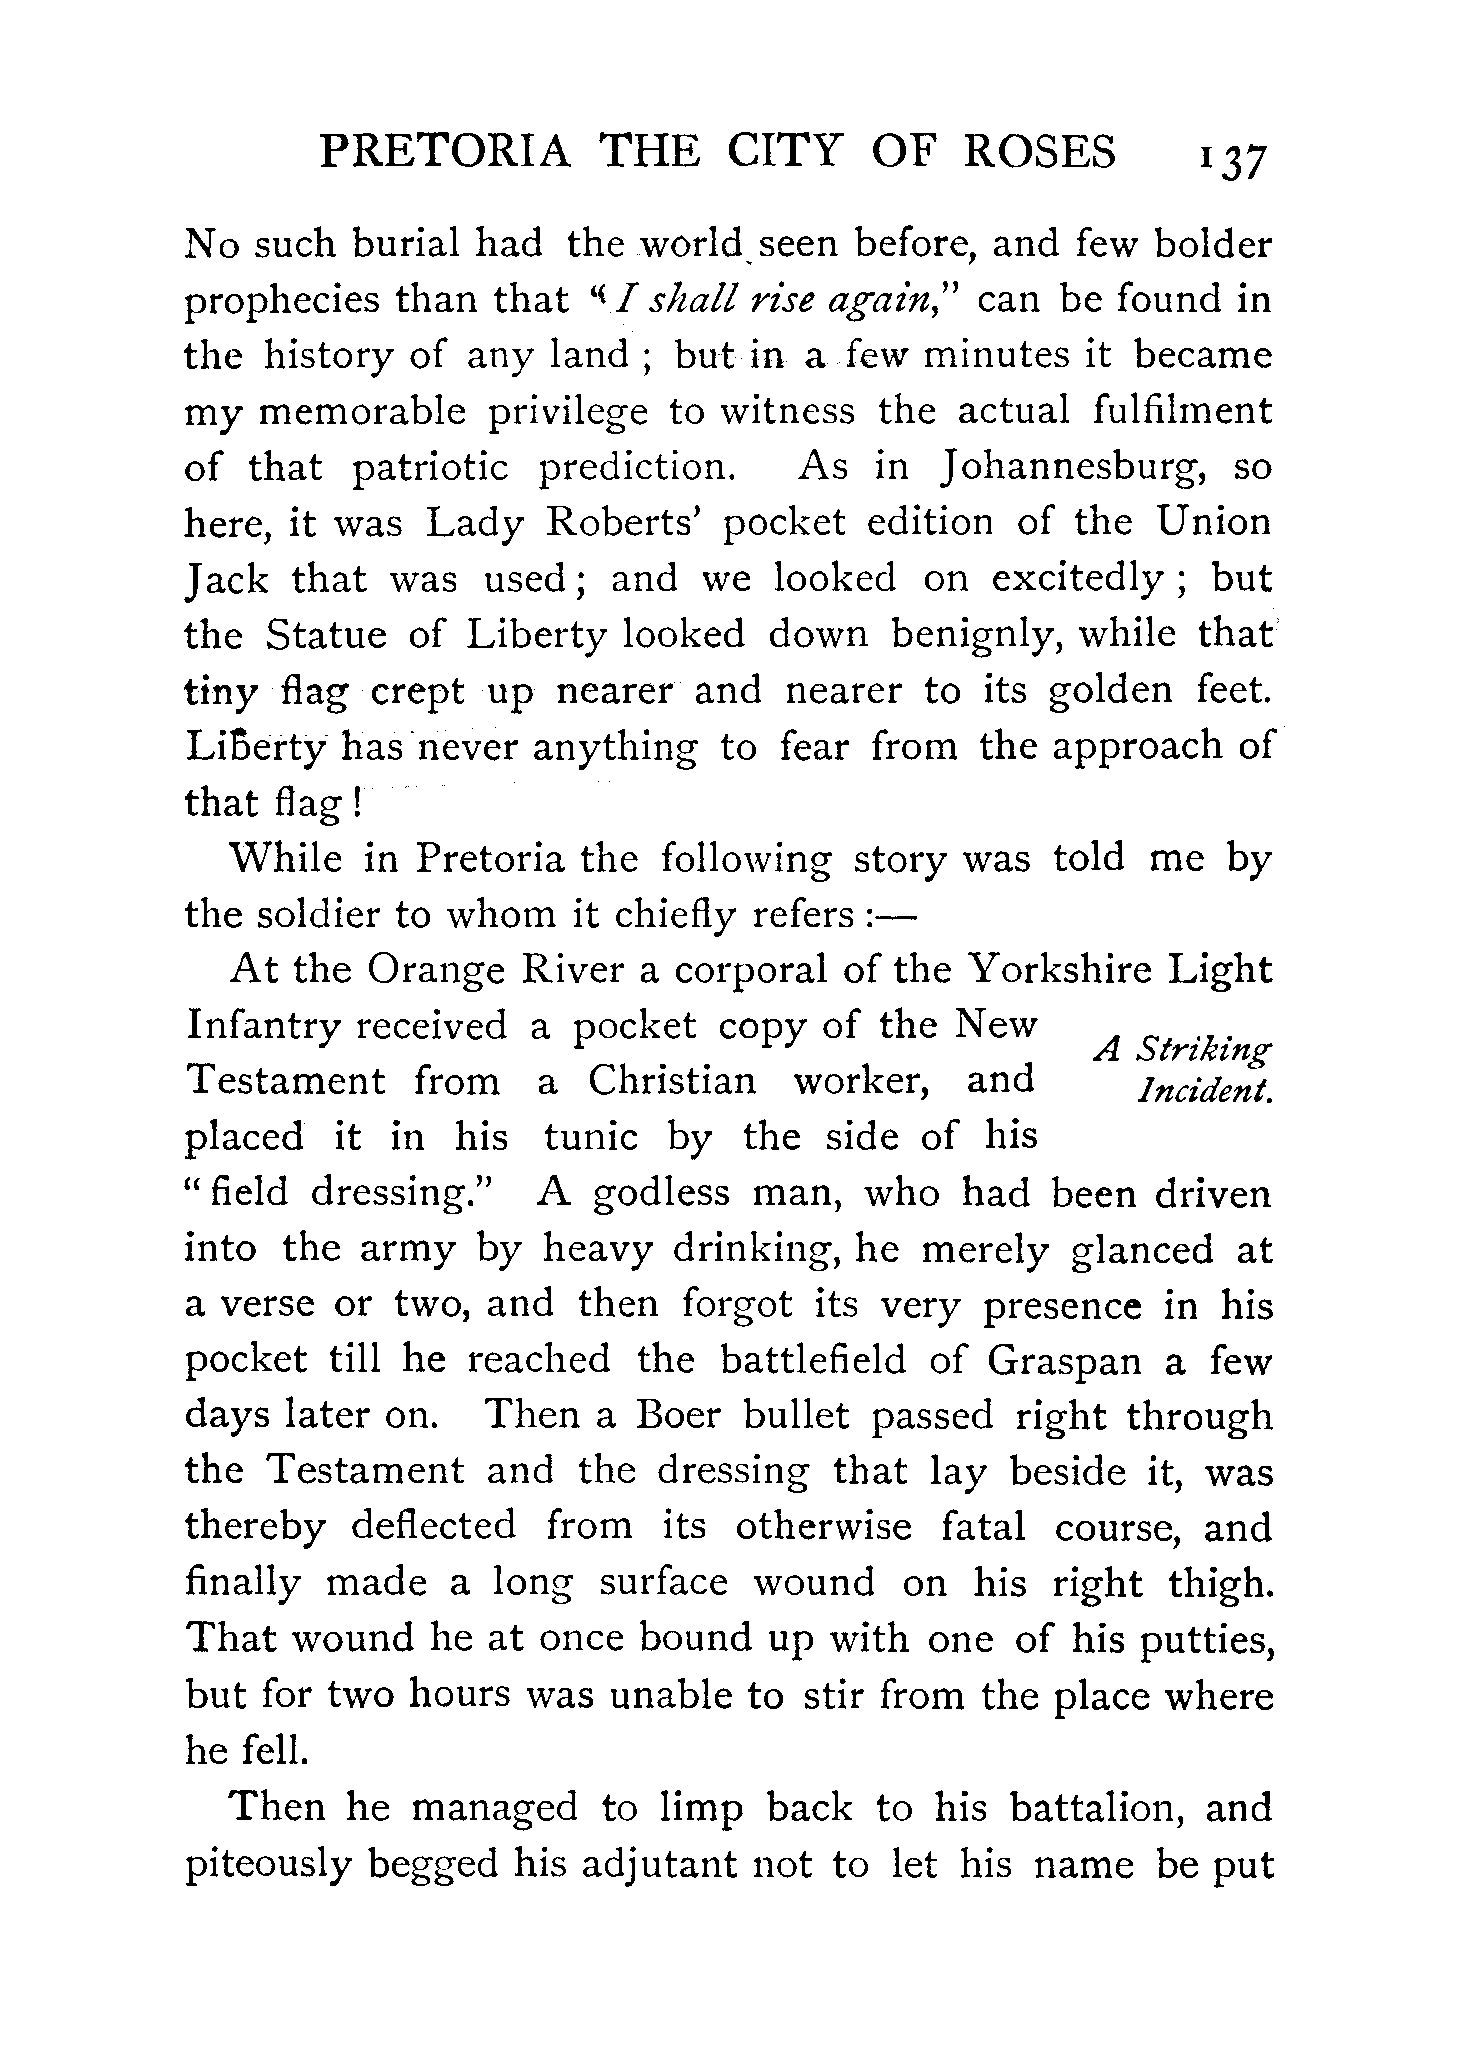 PRETORIA THE CITY OF ROSES 137
No such burial had the world seen before, and few bolder
prophecies than that "I shall rise again," can be found in
the history of any land ; but in a few minutes it became
my memorable privilege to witness the actual fulfilment
of that patriotic prediction. As in Johannesburg, so
here, it was Lady Roberts' pocket edition of the Union
Jack that was used ; and we looked on excitedly ; but
the Statue of Liberty looked down benignly, while that
tiny flag crept up nearer and nearer to its golden feet.
Liberty has never anything to fear from the approach of
that flag !
While in Pretoria the following story was told me by
the soldier to whom it chiefly refers :—
At the Orange River a corporal of the Yorkshire Light
Infantry received a pocket copy of the New
Testament from a Christian worker, and
placed it in his tunic by the side of his
A Striking
Incident.
" field dressing." A godless man, who had been driven
into the army by heavy drinking, he merely glanced at
a verse or two, and then forgot its very presence in his
pocket till he reached the battlefield of Graspan a few
days later on. Then a Boer bullet passed right through
the Testament and the dressing that lay beside it, was
thereby deflected from its otherwise fatal course, and
finally made a long surface wound on his right thigh.
That wound he at once bound up with one of his putties,
but for two hours was unable to stir from the place where
he fell.
Then he managed to limp back to his battalion, and
piteously begged his adjutant not to let his name be put